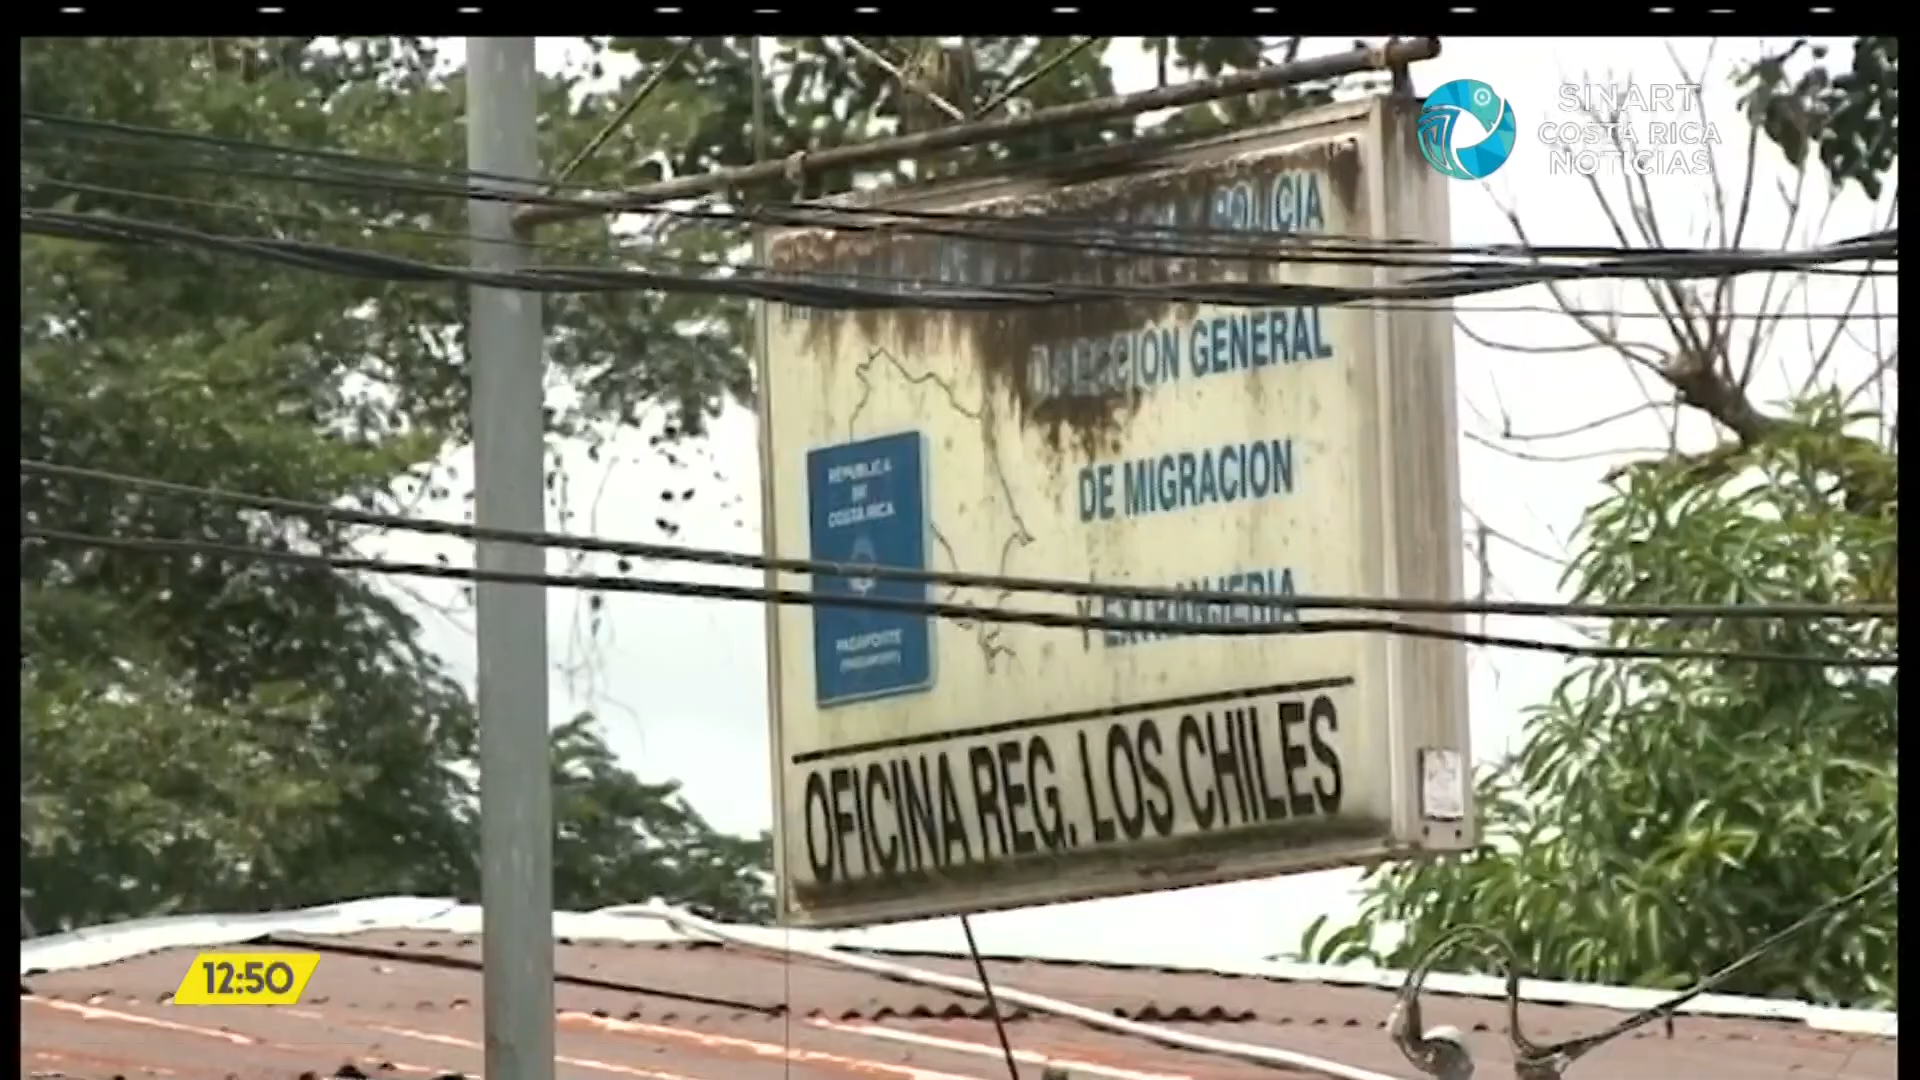 SINART
COSTA RICA
NOTICIAS
Y POLICIA
DIRECCION GENERAL
DE MIGRACION
Y EXTRANJERIA
REPUBLICA
DE
COSTA RICA
PASAPORTE
OFICINA REG. LOS CHILES
12:50